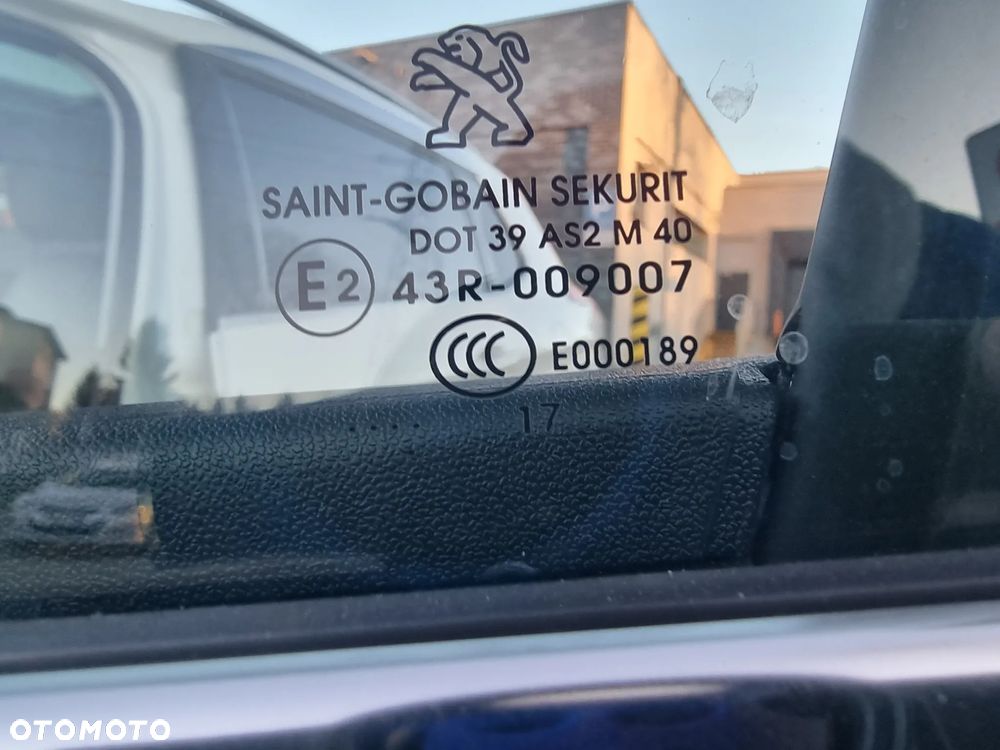 SAINT-GOBAIN SEKURIT
DOT 39 AS2 M 40
E2 43R-009007
CCC E000189
.... 17
OTOMOTO